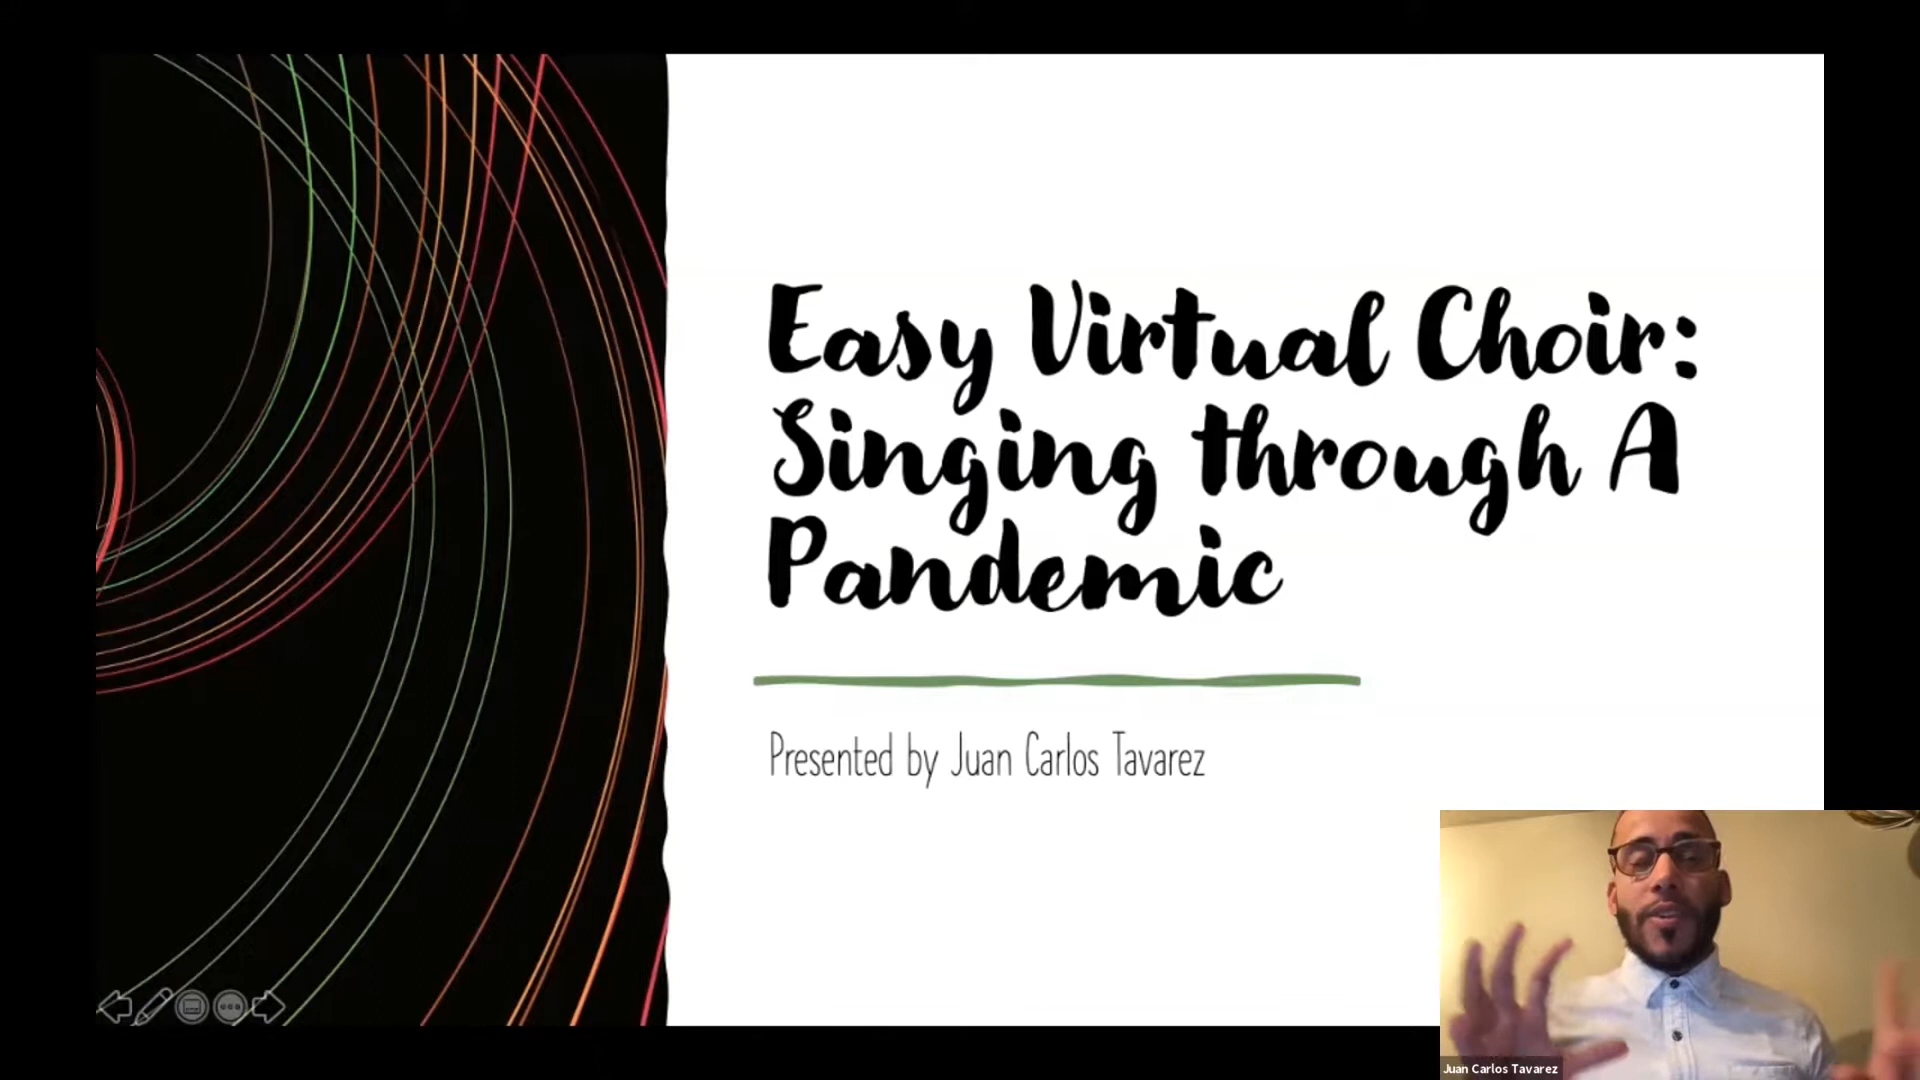 Easy Virtual Choir:
Singing through A
Pandemic
Presented by Juan Carlos Tavarez
Juan Carlos Tavarez